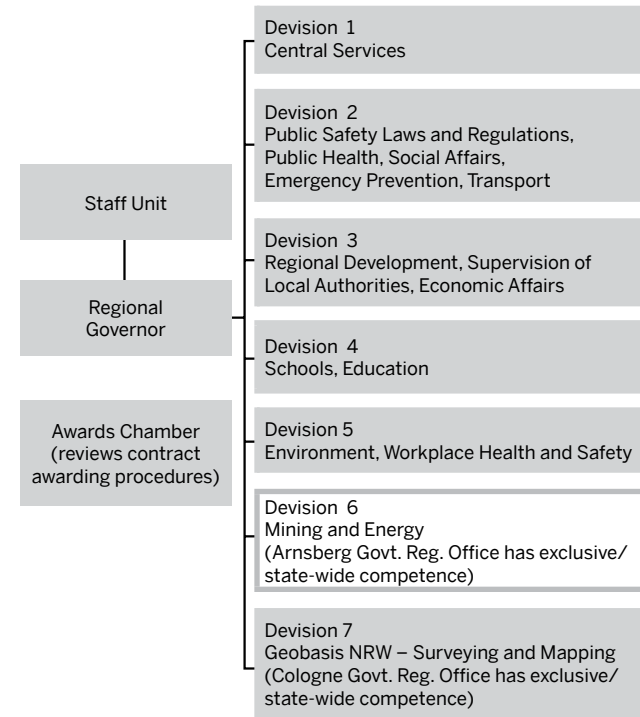 Staff Unit
Regional
Governor
Awards Chamber
(reviews contract
awarding procedures)
Devision 1
Central Services
Devision 2
Public Safety Laws and Regulations,
Public Health, Social Affairs,
Emergency Prevention, Transport
Devision 3
Regional Development, Supervision of
Local Authorities, Economic Affairs
Devision 4
Schools, Education
Devision 5
Environment, Workplace Health and Safety
Devision 6
Mining and Energy
(Arnsberg Govt. Reg. Office has exclusive/
state-wide competence)
Devision 7
Geobasis NRW – Surveying and Mapping
(Cologne Govt. Reg. Office has exclusive/
state-wide competence)